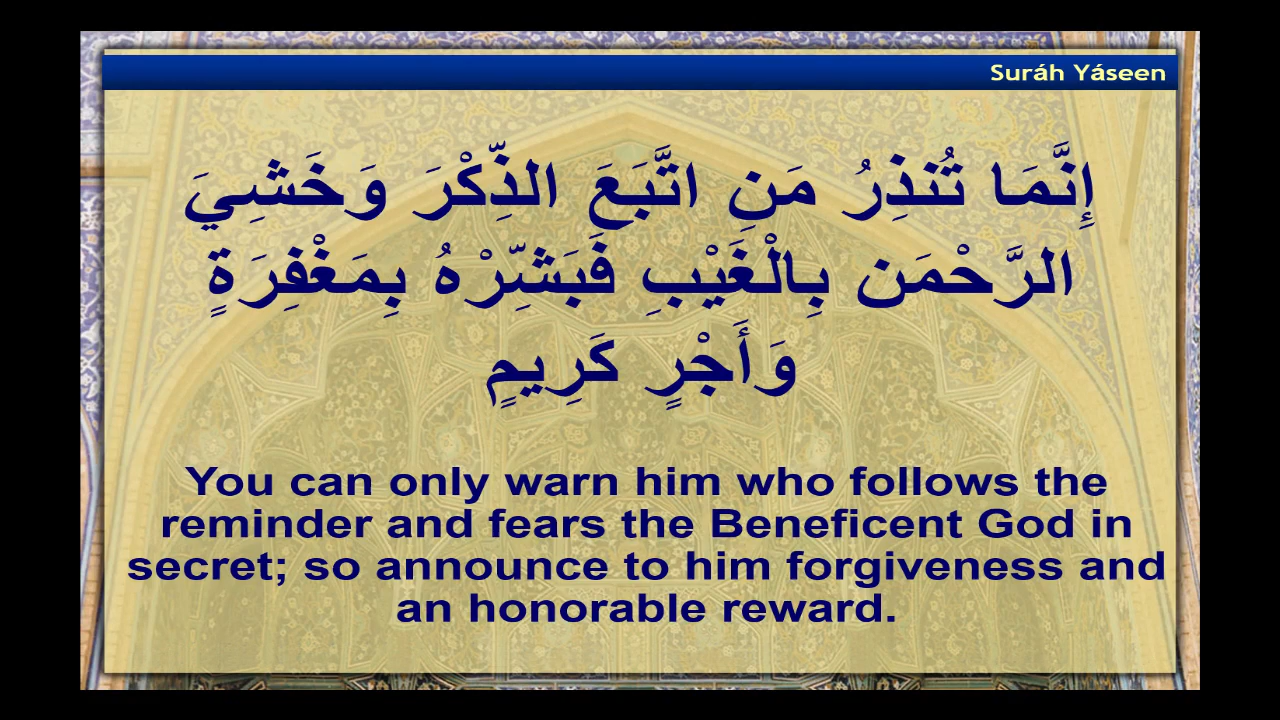 Suráh Yáseen
إِنَّمَا تُنذِرُ مَنِ اتَّبَعَ الذِّكْرَ وَخَشِيَ
الرَّحْمَن بِالْغَيْبِ فَبَشِّرْهُ بِمَغْفِرَةٍ
وَأَجْرٍ كَرِيمٍ
You can only warn him who follows the
reminder and fears the Beneficent God in
secret; so announce to him forgiveness and
an honorable reward.